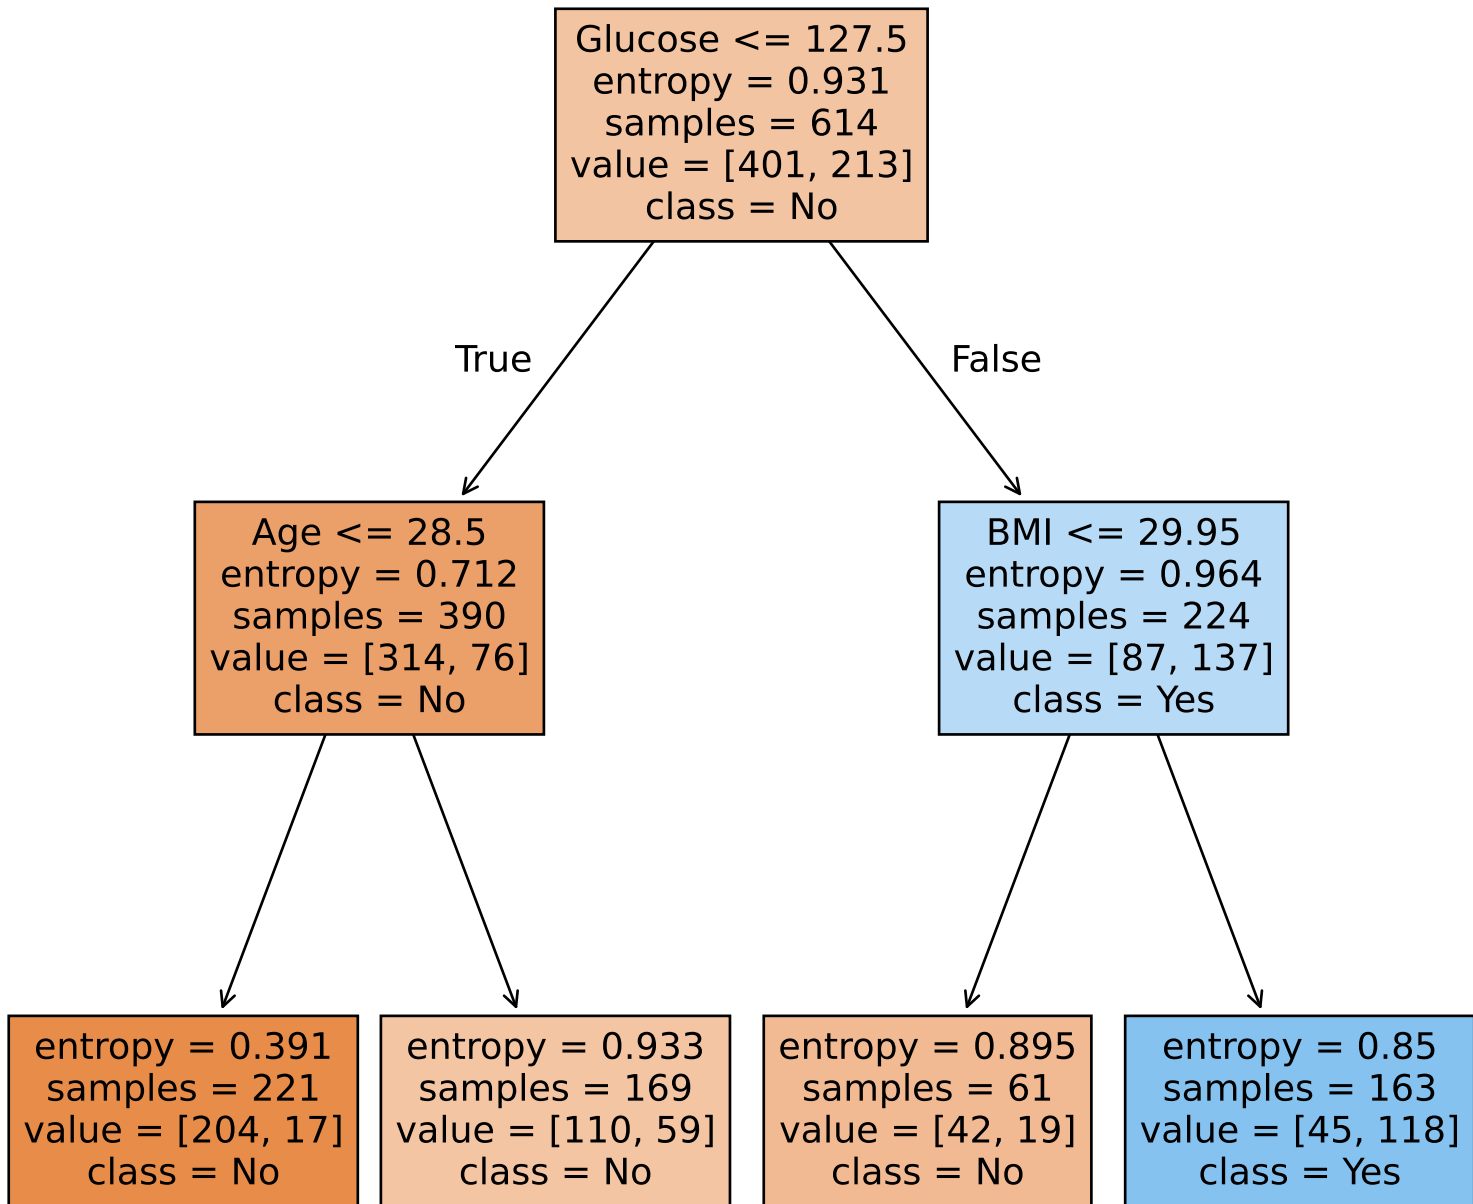 Glucose <= 127.5
entropy = 0.931
samples = 614
value = [401, 213]
class = No
True
False
Age <= 28.5
entropy = 0.712
samples = 390
value = [314, 76]
class = No
BMI <= 29.95
entropy = 0.964
samples = 224
value = [87, 137]
class = Yes
entropy = 0.391
samples = 221
value = [204, 17]
class = No
entropy = 0.933
samples = 169
value = [110, 59]
class = No
entropy = 0.895
samples = 61
value = [42, 19]
class = No
entropy = 0.85
samples = 163
value = [45, 118]
class = Yes